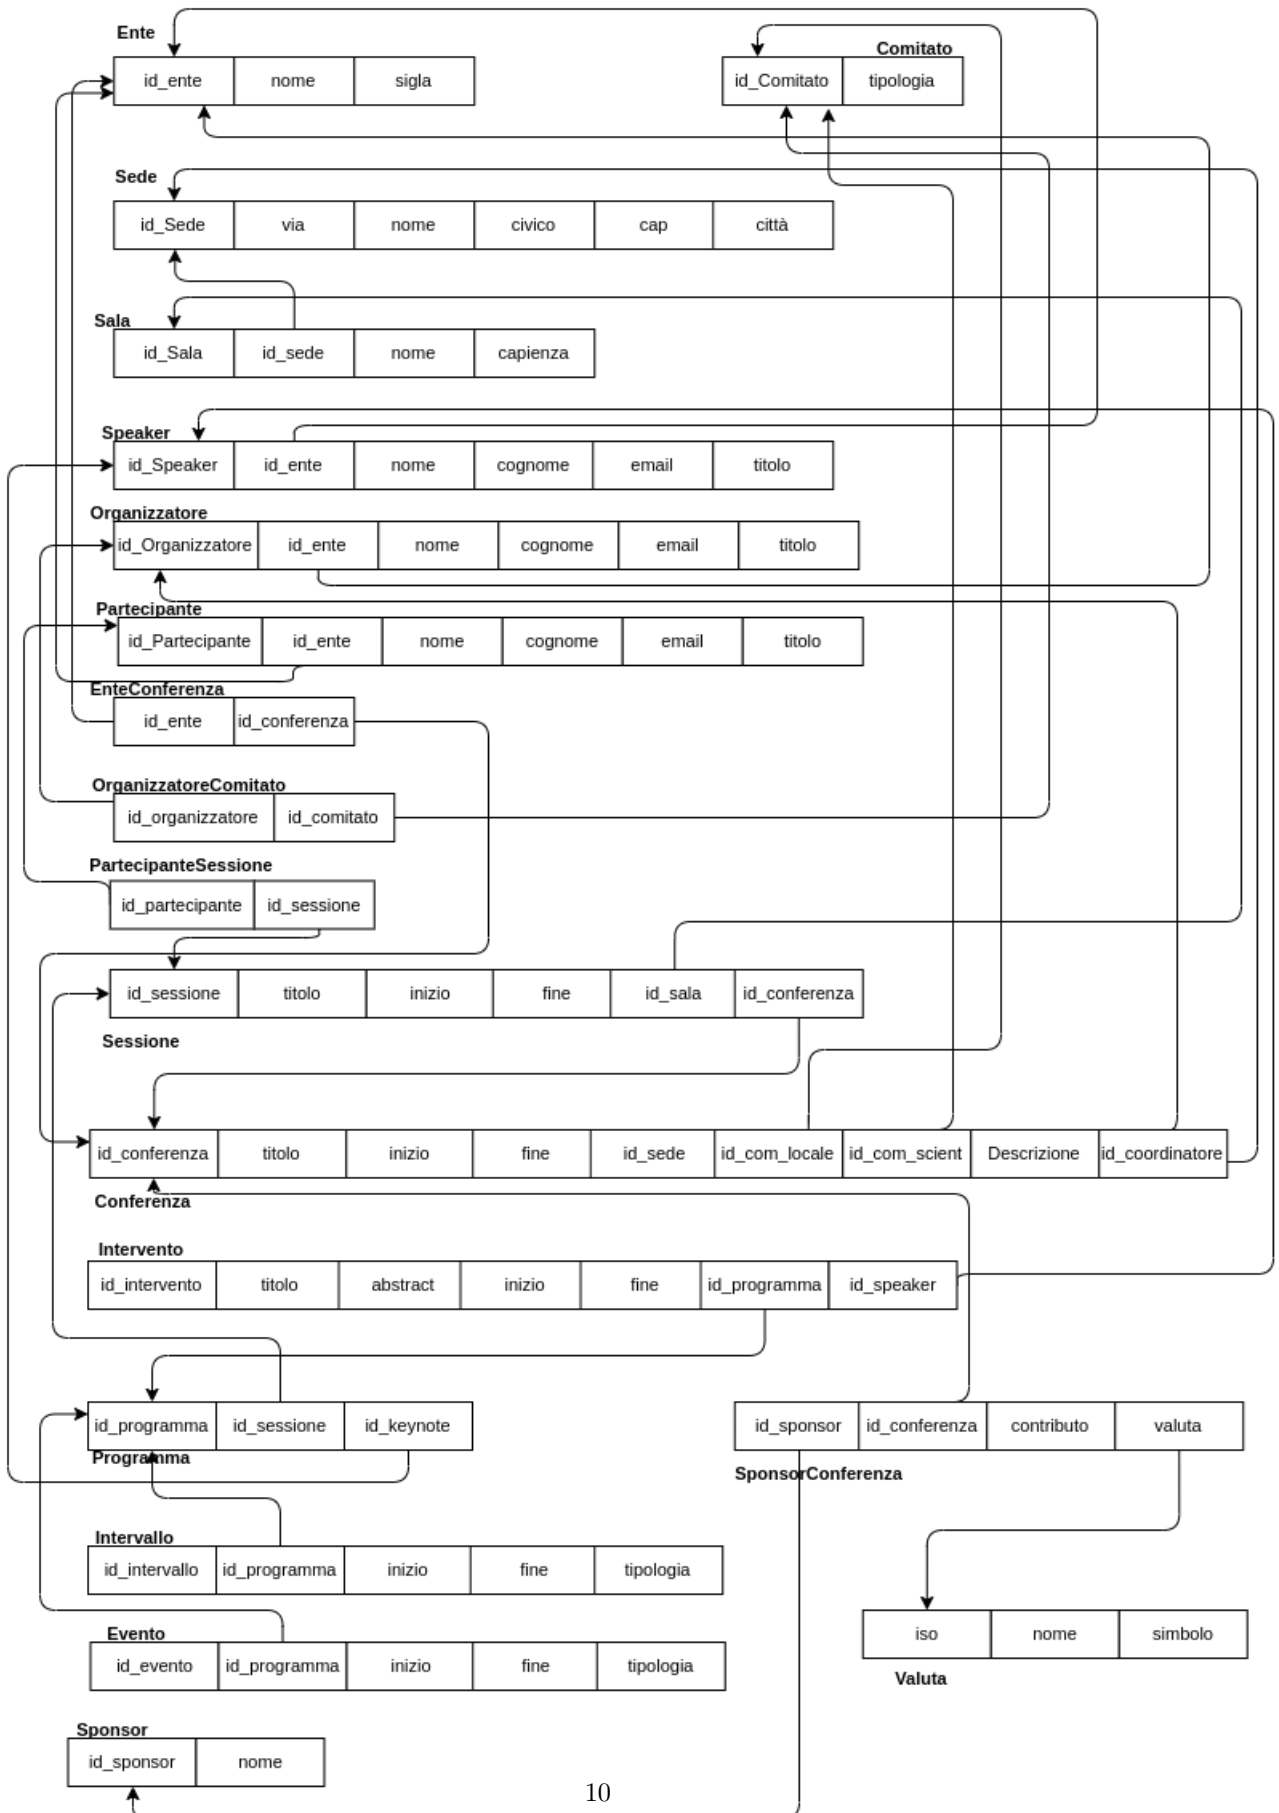 Ente
Comitato
id_ente nome sigla
id_Comitato tipologia
Sede
id_Sede via nome civico cap città
Sala
id_Sala id_sede nome capienza
Speaker
id_Speaker id_ente nome cognome email titolo
Organizzatore
id_Organizzatore id_ente nome cognome email titolo
Partecipante
id_Partecipante id_ente nome cognome email titolo
EnteConferenza
id_ente id_conferenza
OrganizzatoreComitato
id_organizzatore id_comitato
PartecipanteSessione
id_partecipante id_sessione
id_sessione titolo inizio fine id_sala id_conferenza
Sessione
id_conferenza titolo inizio fine id_sede id_com_locale id_com_scient Descrizione id_coordinatore
Conferenza
Intervento
id_intervento titolo abstract inizio fine id_programma id_speaker
id_programma id_sessione id_keynote
Programma
id_sponsor id_conferenza contributo valuta
SponsorConferenza
Intervallo
id_intervallo id_programma inizio fine tipologia
Evento
id_evento id_programma inizio fine tipologia
iso nome simbolo
Valuta
Sponsor
id_sponsor nome
10